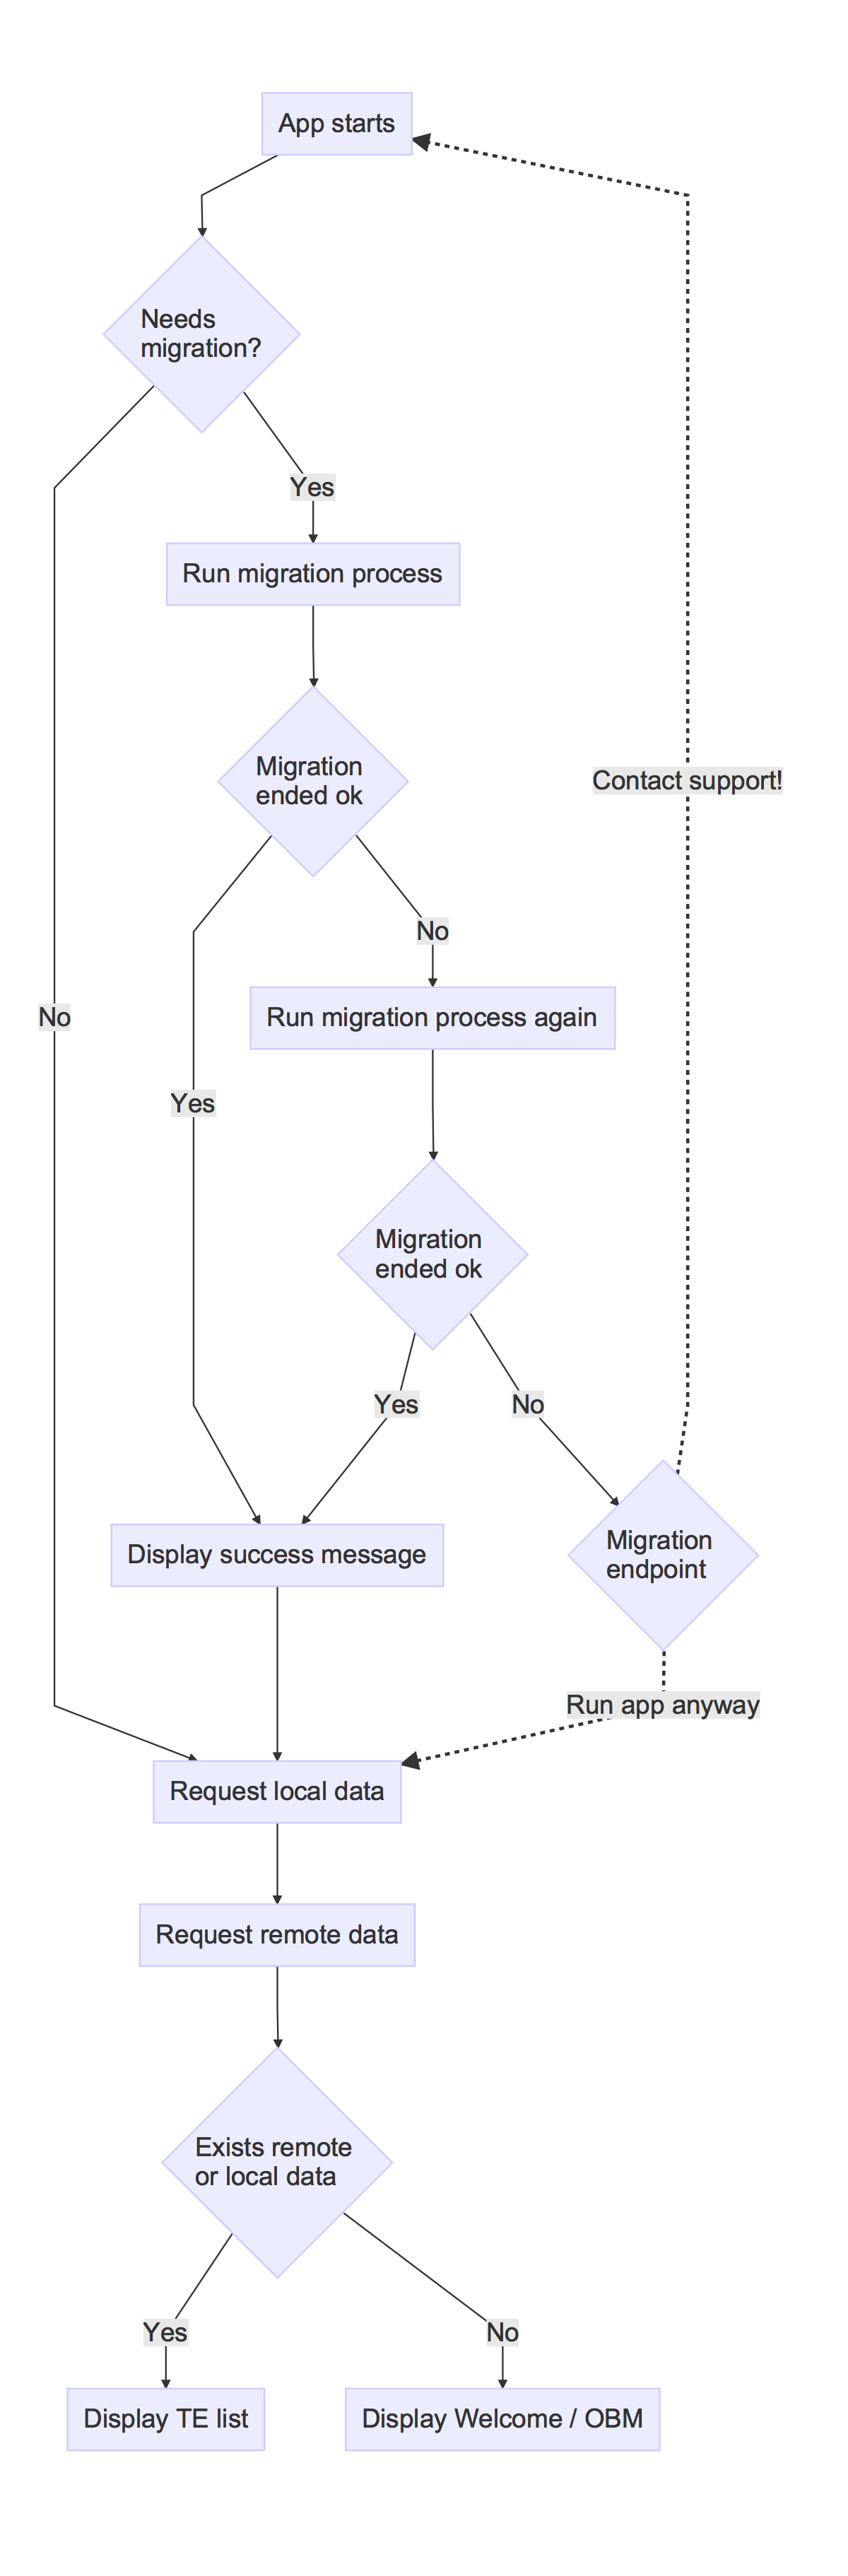 App starts
Needs
migration?
Yes
Run migration process
Migration
ended ok
Contact support!
No
Run migration process again
No
Yes
Migration
ended ok
Yes
No
Display success message
Migration
endpoint
Run app anyway
Request local data
Request remote data
Exists remote
or local data
Yes
No
Display TE list
Display Welcome / OBM